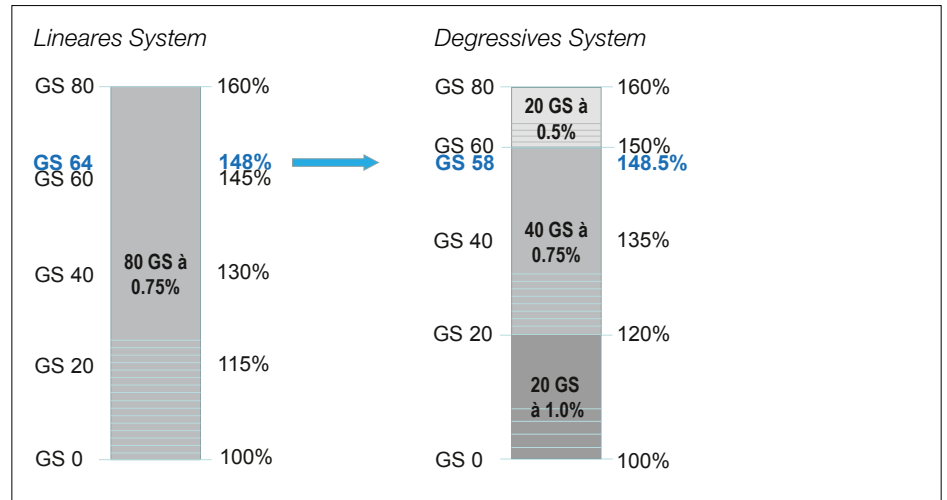 Lineares System
GS 80
160%
GS 64
148%
GS 60
145%
80 GS à
0.75%
GS 40
130%
GS 20
115%
GS 0
100%
Degressives System
GS 80
160%
20 GS à
0.5%
GS 60
150%
GS 58
148.5%
40 GS à
0.75%
GS 40
135%
GS 20
120%
20 GS
à 1.0%
GS 0
100%